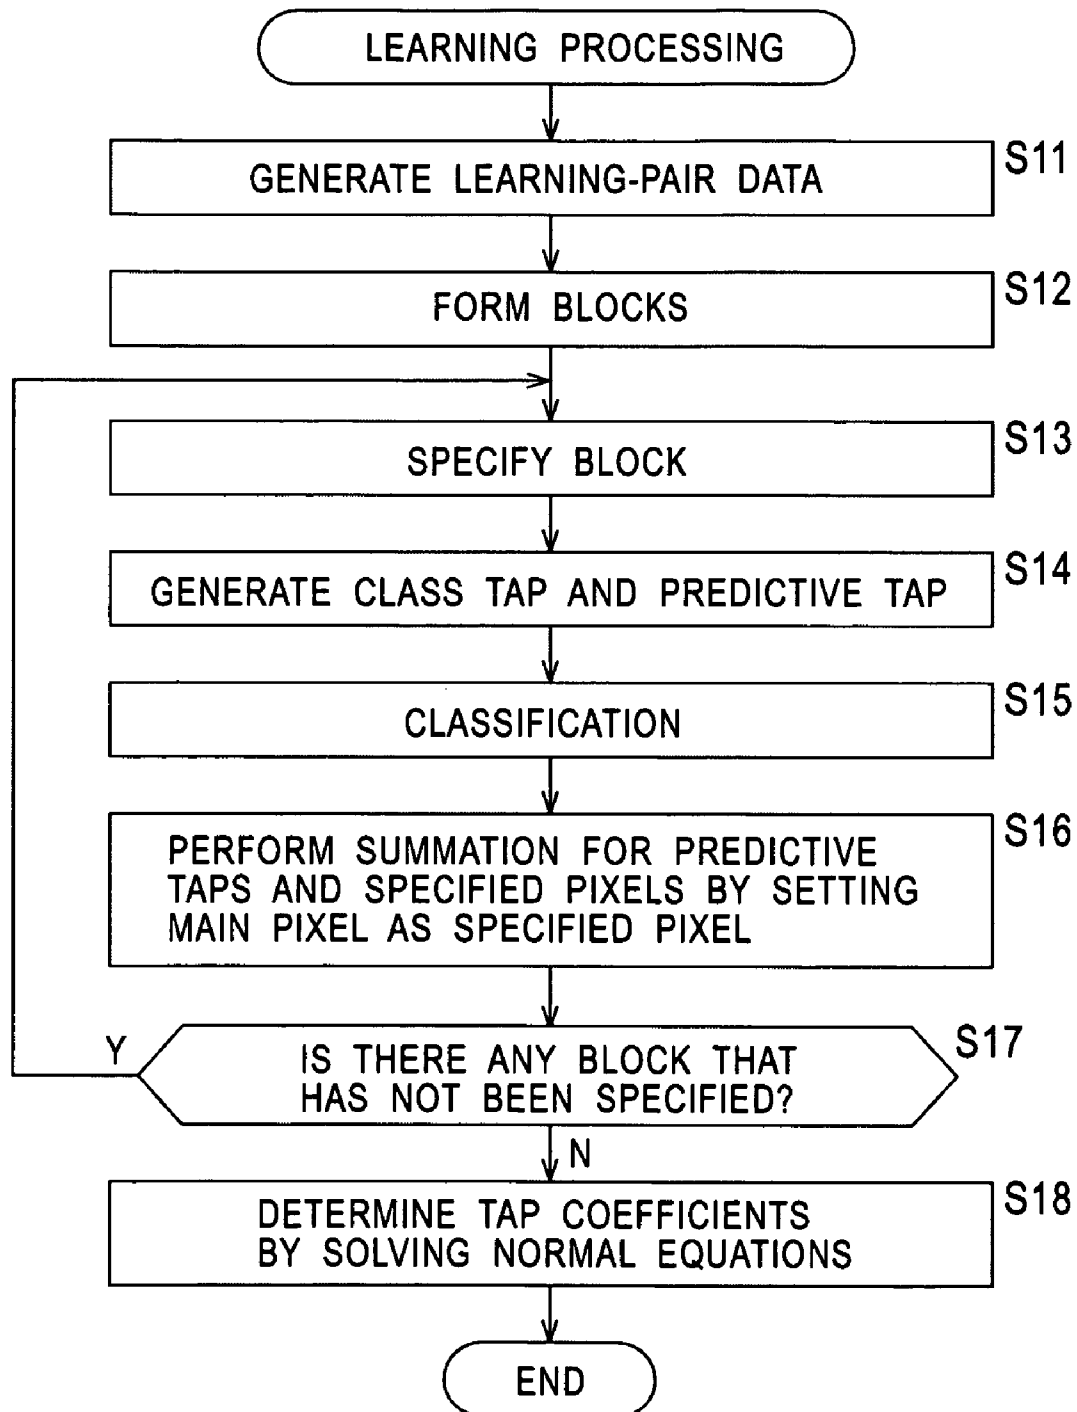 LEARNING PROCESSING
S11
GENERATE LEARNING-PAIR DATA
S12
FORM BLOCKS
S13
SPECIFY BLOCK
S14
GENERATE CLASS TAP AND PREDICTIVE TAP
S15
CLASSIFICATION
S16
PERFORM SUMMATION FOR PREDICTIVE
TAPS AND SPECIFIED PIXELS BY SETTING
MAIN PIXEL AS SPECIFIED PIXEL
S17
Y
IS THERE ANY BLOCK THAT
HAS NOT BEEN SPECIFIED?
N
S18
DETERMINE TAP COEFFICIENTS
BY SOLVING NORMAL EQUATIONS
END